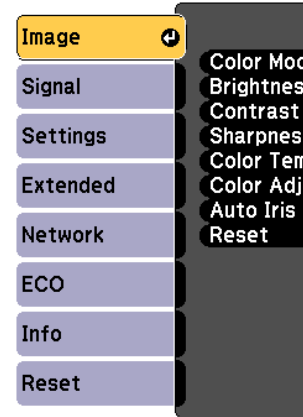 Image
Signal
Settings
Extended
Network
ECO
Info
Reset
Color Mod
Brightnes
Contrast
Sharpnes
Color Tem
Color Adj
Auto Iris
Reset